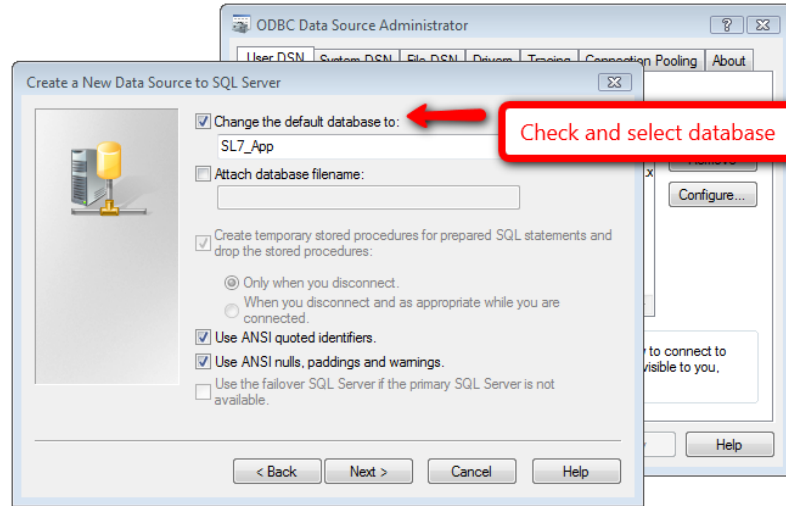 ODBC Data Source Administrator
User DSN System DSN File DSN Drivers Tracing Connection Pooling About
Create a New Data Source to SQL Server
Change the default database to:
Check and select database
SL7_App
Attach database filename:
Remove
Configure...
Create temporary stored procedures for prepared SQL statements and
drop the stored procedures:
Only when you disconnect.
When you disconnect and as appropriate while you are
connected.
Use ANSI quoted identifiers.
to connect to
Use ANSI nulls, paddings and warnings.
visible to you,
Use the failover SQL Server if the primary SQL Server is not
available.
Help
< Back Next > Cancel Help